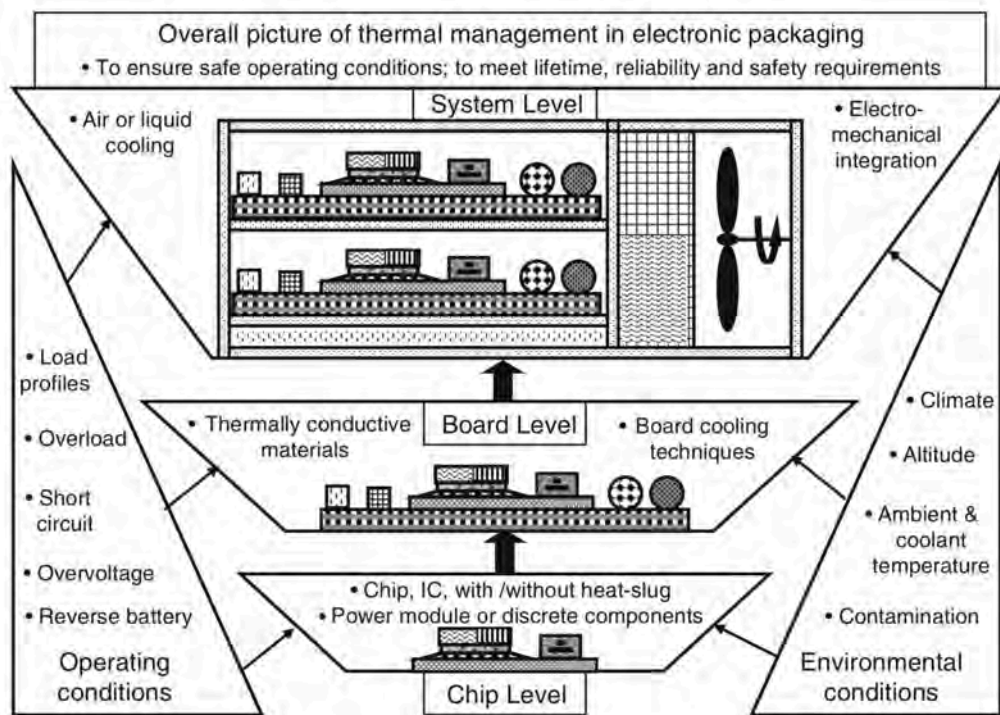 Overall picture of thermal management in electronic packaging
• To ensure safe operating conditions; to meet lifetime, reliability and safety requirements
System Level
• Air or liquid
cooling
• Electro-
mechanical
integration
• Load
profiles
• Overload
• Short
circuit
• Overvoltage
• Reverse battery
Operating
conditions
Board Level
• Thermally conductive
materials
• Board cooling
techniques
• Chip, IC, with /without heat-slug
• Power module or discrete components
Chip Level
• Climate
• Altitude
• Ambient &
coolant
temperature
• Contamination
Environmental
conditions